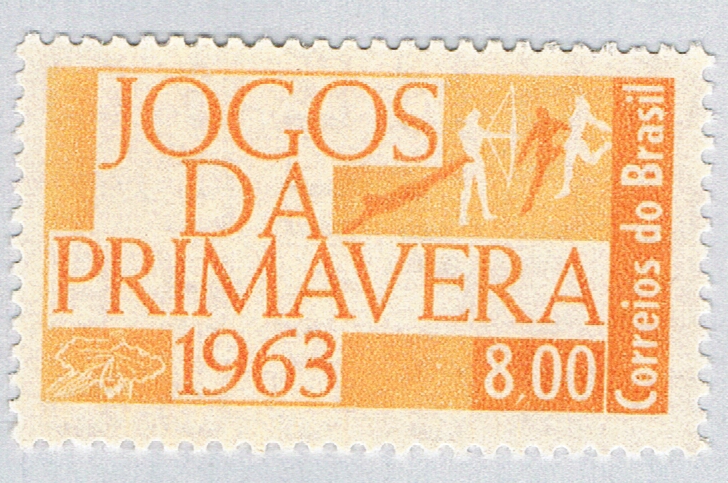 JOGOS
DA
PRIMAVERA
1963
8,00
Correios do Brasil